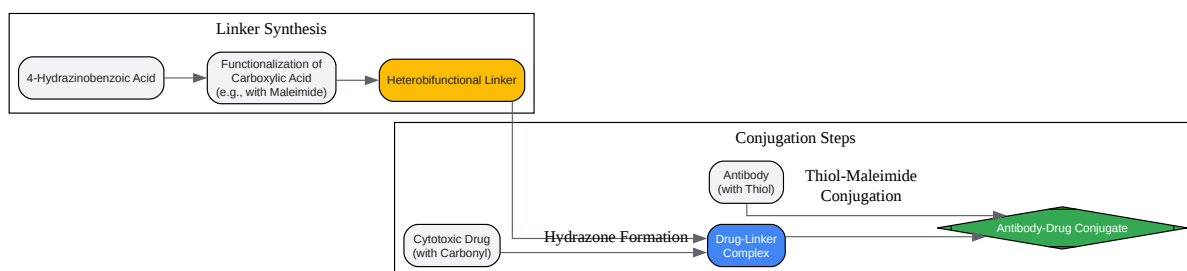 Linker Synthesis
4-Hydrazinobenzoic Acid
Functionalization of
Carboxylic Acid
(e.g., with Maleimide)
Heterobifunctional Linker
Conjugation Steps
Antibody
(with Thiol)
Thiol-Maleimide
Conjugation
Cytotoxic Drug
(with Carbonyl)
Hydrazone Formation
Drug-Linker
Complex
Antibody-Drug Conjugate